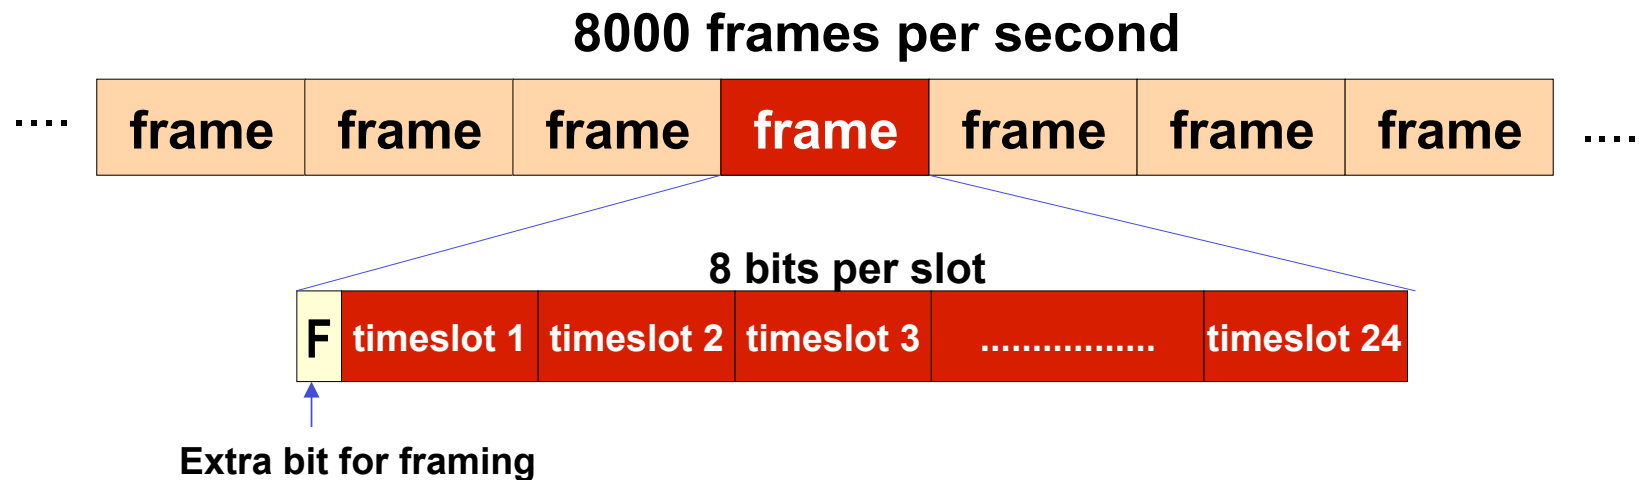 8000 frames per second
.... frame frame frame frame frame frame frame ....
8 bits per slot
F timeslot 1 timeslot 2 timeslot 3 ................. timeslot 24
Extra bit for framing